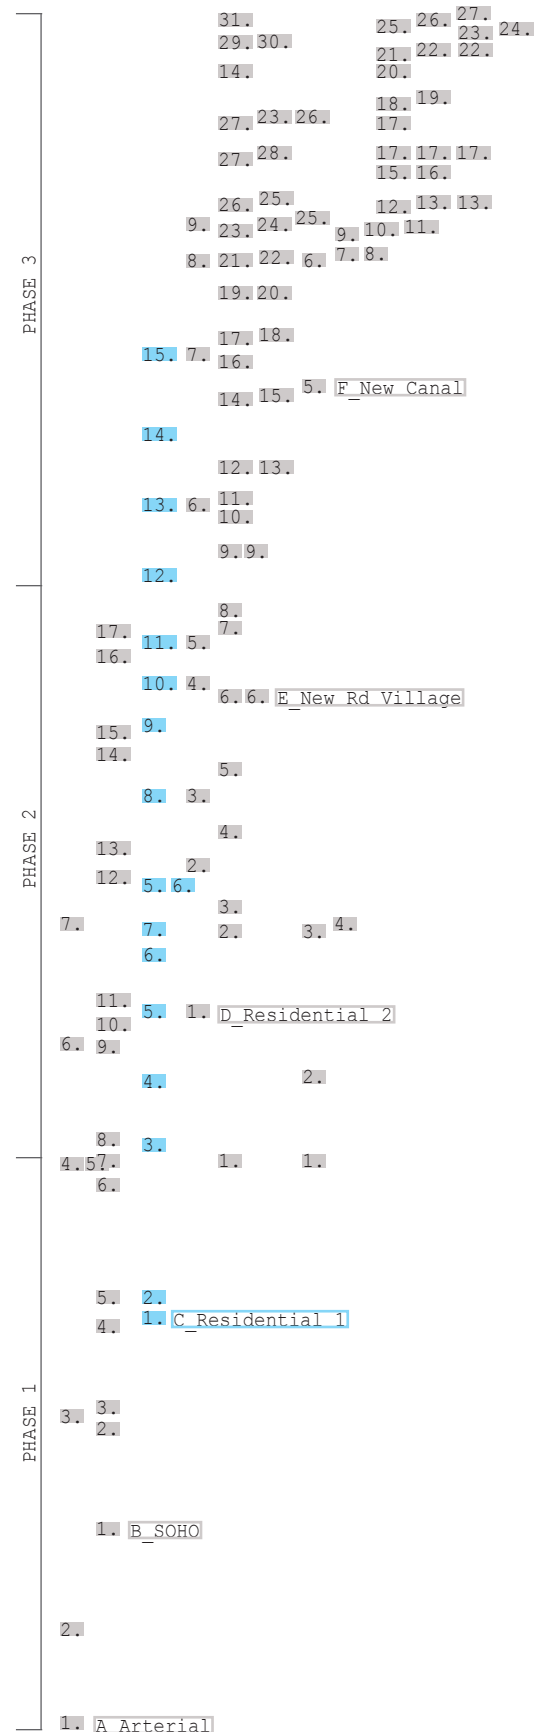 31.
25. 26. 27.
23. 24.
29. 30.
21. 22. 22.
14.
20.
18. 19.
27. 23. 26.
17.
27. 28.
17. 17. 17.
15. 16.
26. 25.
12. 13. 13.
9. 23. 24. 25.
9. 10. 11.
8. 21. 22. 6.
7. 8.
PHASE 3
19. 20.
17. 18.
15. 7. 16.
14. 15. 5. F_New Canal
14.
12. 13.
13. 6. 11.
10.
9. 9.
12.
8.
17. 11. 5. 7.
16.
10. 4. 6. 6. E_New Rd Village
15. 9.
14.
5.
8. 3.
PHASE 2
4.
13.
2.
12. 5. 6.
3.
7. 7. 2. 3. 4.
6.
11. 5. 1. D_Residential 2
10.
6. 9.
4. 2.
8. 3.
4. 5. 7. 1. 1.
6.
5. 2.
4. 1. C_Residential 1
PHASE 1
3. 3.
2.
1. B_SOHO
2.
1. A_Arterial